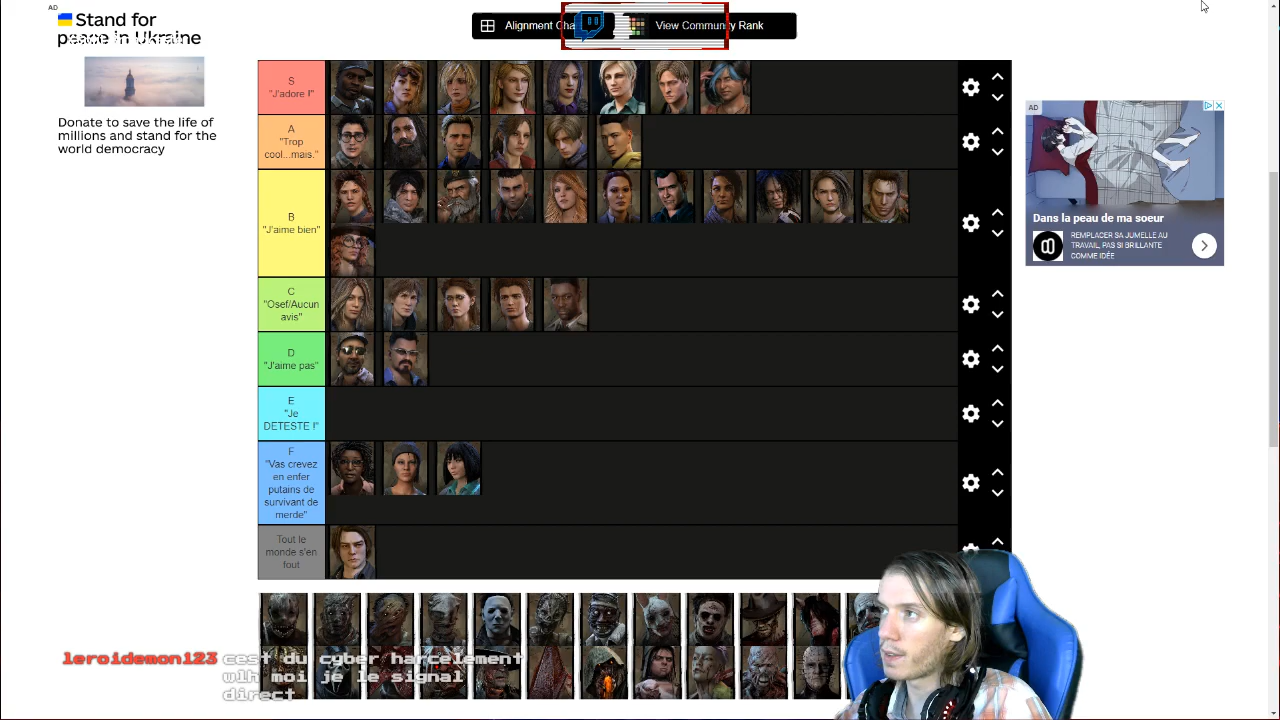 AD
Stand for
peace in Ukraine
Donate to save the life of
millions and stand for the
world democracy
Alignment Cha
View Community Rank
S
"J'adore !"
A
"Trop
cool...mais."
B
"J'aime bien"
C
"Osef/Aucun
avis"
D
"J'aime pas"
E
"Je
DETESTE !"
F
"Vas crevez
en enfer
putains de
survivant de
merde"
Tout le
monde s'en
fout
AD
Dans la peau de ma soeur
REMPLACER SA JUMELLE AU
TRAVAIL, PAS SI BRILLANTE
COMME IDÉE
leroidemon123 cest du cyber harcelement
wlh moi je le signal
direct